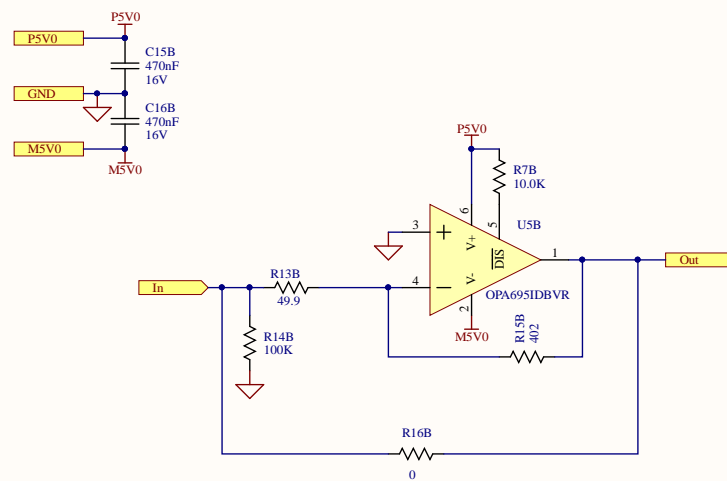 P5V0
P5V0
C15B
470nF
16V
GND
C16B
470nF
16V
M5V0
M5V0
P5V0
R7B
10.0K
6
5
U5B
3
V+
DIS
1
Out
4
V-
OPA695IDBVR
2
M5V0
In
R13B
49.9
R14B
100K
R15B
402
R16B
0